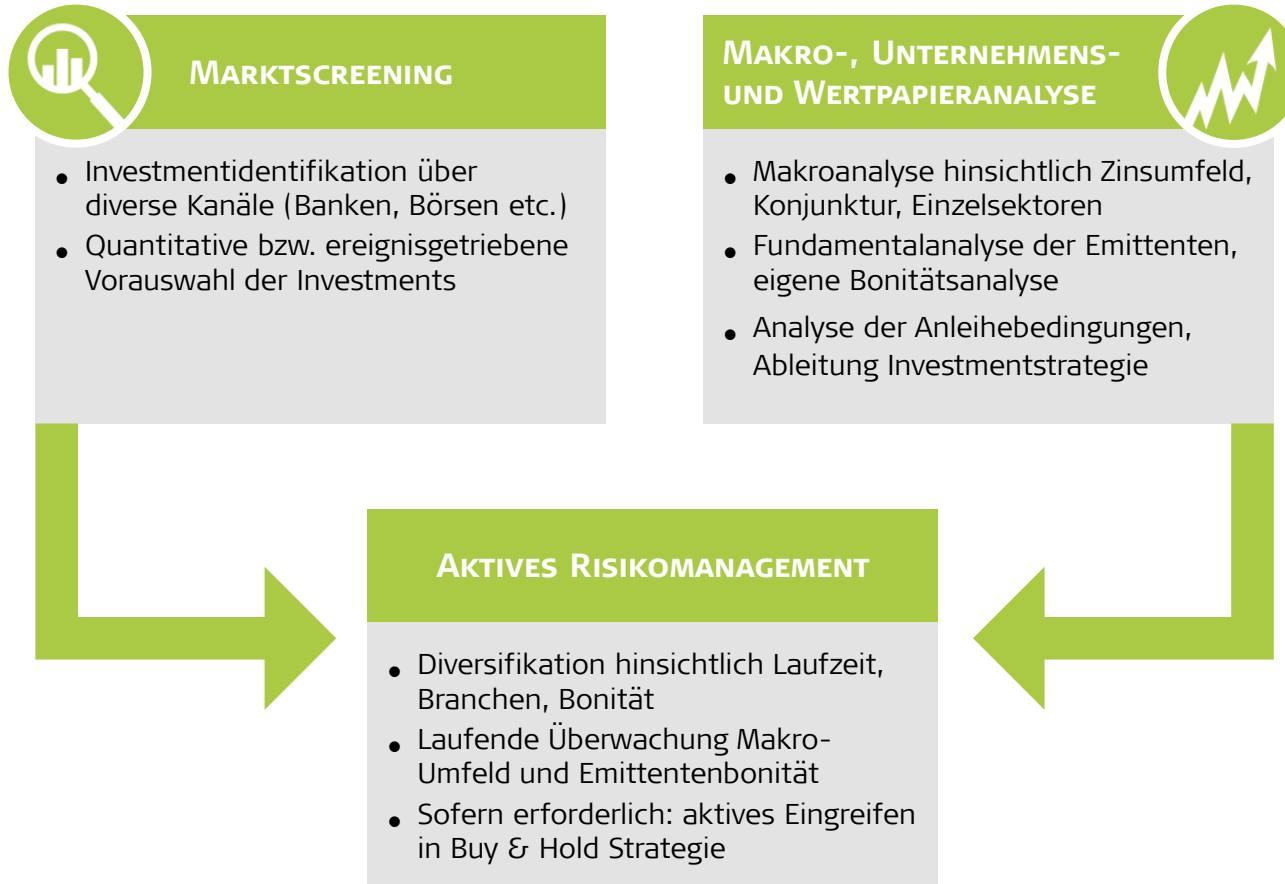 Marktscreening
• Investmentidentifikation über
diverse Kanäle (Banken, Börsen etc.)
• Quantitative bzw. ereignisgetriebene
Vorauswahl der Investments
Makro-, Unternehmens-
und Wertpapieranalyse
• Makroanalyse hinsichtlich Zinsumfeld,
Konjunktur, Einzelsektoren
• Fundamentalanalyse der Emittenten,
eigene Bonitätsanalyse
• Analyse der Anleihebedingungen,
Ableitung Investmentstrategie
Aktives Risikomanagement
• Diversifikation hinsichtlich Laufzeit,
Branchen, Bonität
• Laufende Überwachung Makro-
Umfeld und Emittentenbonität
• Sofern erforderlich: aktives Eingreifen
in Buy & Hold Strategie